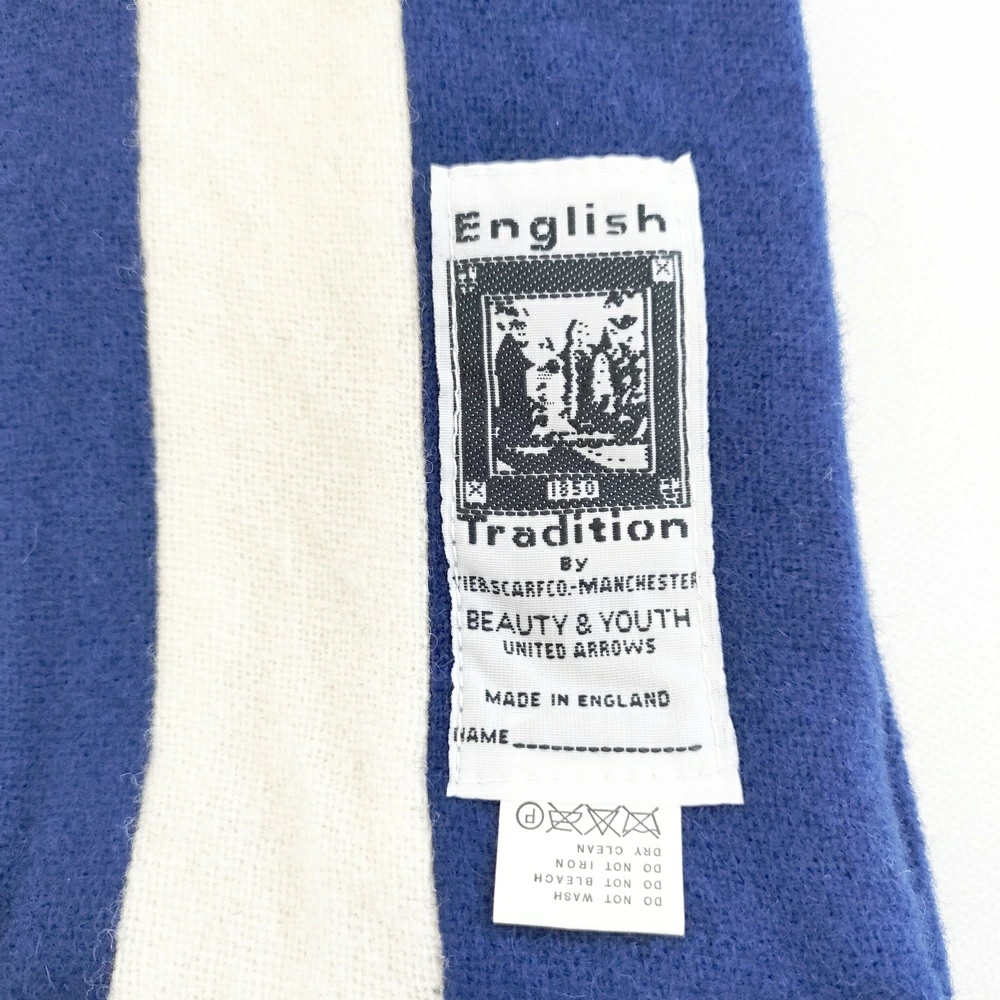 English
1850
Tradition
BY
TIE&SCARFCO.-MANCHESTER
BEAUTY & YOUTH
UNITED ARROWS
MADE IN ENGLAND
NAME
DO NOT WASH
DO NOT BLEACH
DO NOT IRON
DRY CLEAN
P